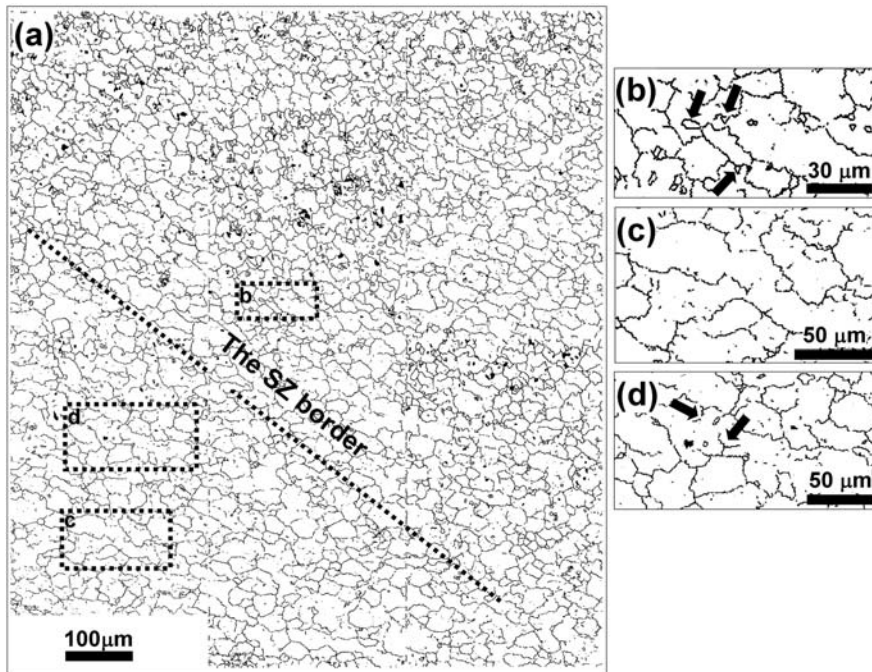 (a)
b
The SZ border
d
c
100μm
(b)
30 μm
(c)
50 μm
(d)
50 μm